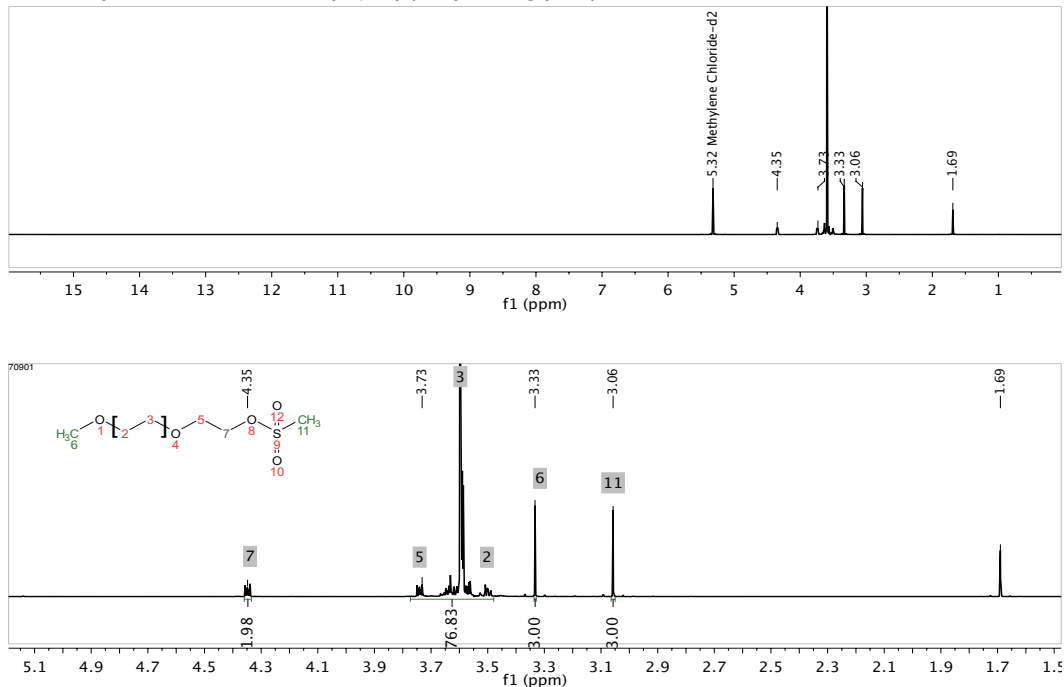 5.32 Methylene Chloride-d2
4.35
3.73
3.33
3.06
1.69
15 14 13 12 11 10 9 8 7 6 5 4 3 2 1
f1 (ppm)
70901
4.35
3.73
3
3.33
3.06
1.69
O
12
H3C
6
O
1
[
2
3
]
O
4
5
7
O
8
S
9
CH3
11
O
10
7
5
2
6
11
1.98
76.83
3.00
3.00
5.1 4.9 4.7 4.5 4.3 4.1 3.9 3.7 3.5 3.3 3.1 2.9 2.7 2.5 2.3 2.1 1.9 1.7 1.5
f1 (ppm)